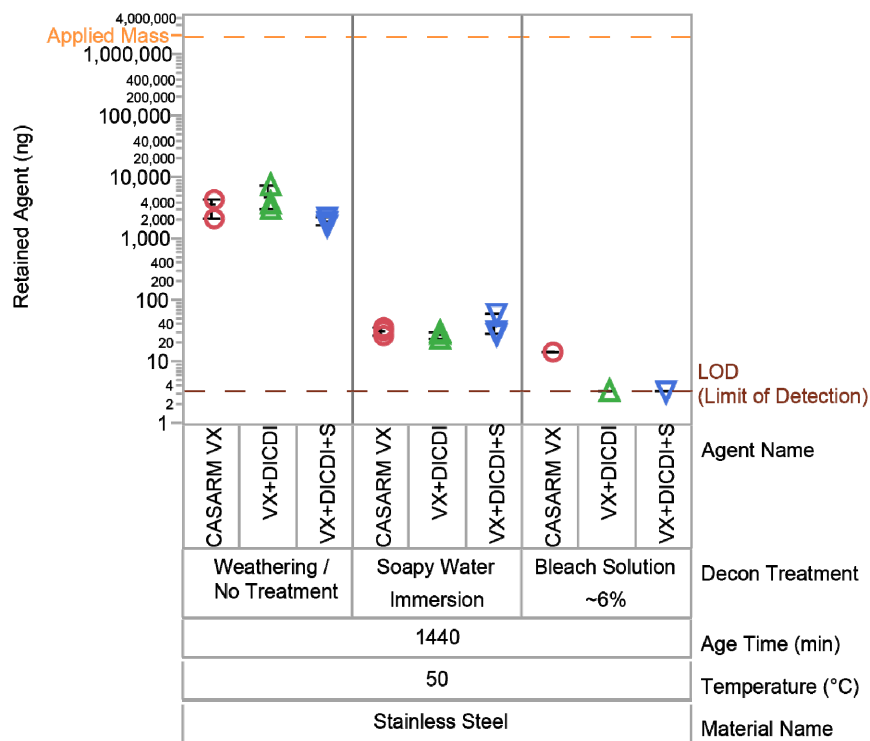 Retained Agent (ng)
4,000,000
Applied Mass
1,000,000
400,000
200,000
100,000
40,000
20,000
10,000
4,000
2,000
1,000
400
200
100
40
20
10
4
2
1
LOD
(Limit of Detection)
CASARM VX
VX+DICDI
VX+DICDI+S
CASARM VX
VX+DICDI
VX+DICDI+S
CASARM VX
VX+DICDI
VX+DICDI+S
Agent Name
Weathering /
No Treatment
Soapy Water
Immersion
Bleach Solution
~6%
Decon Treatment
1440
Age Time (min)
50
Temperature (°C)
Stainless Steel
Material Name